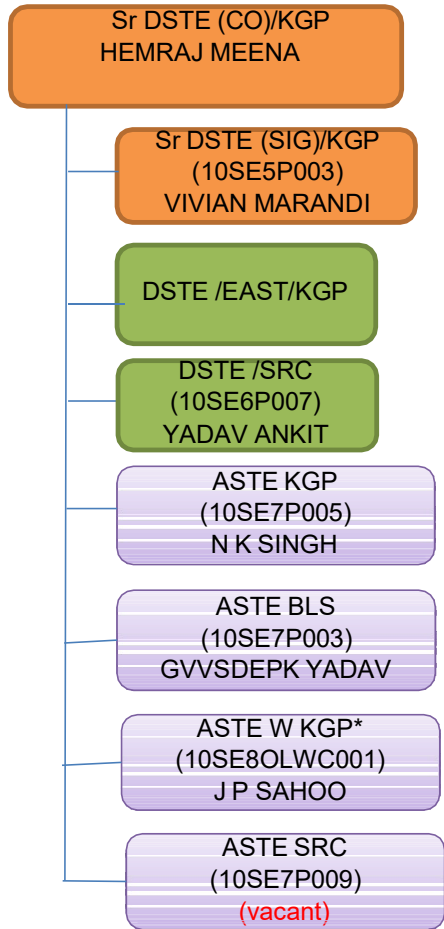 Sr DSTE (CO)/KGP
HEMRAJ MEENA
Sr DSTE (SIG)/KGP
(10SE5P003)
VIVIAN MARANDI
DSTE /EAST/KGP
DSTE /SRC
(10SE6P007)
YADAV ANKIT
ASTE KGP
(10SE7P005)
N K SINGH
ASTE BLS
(10SE7P003)
GVVSDEPK YADAV
ASTE W KGP*
(10SE8OLWC001)
J P SAHOO
ASTE SRC
(10SE7P009)
(vacant)